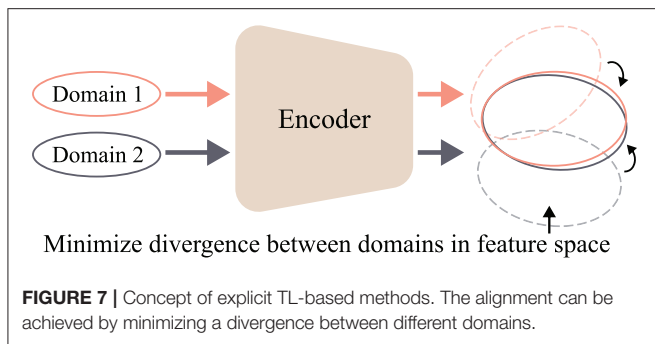 Domain 1
Encoder
Domain 2
Minimize divergence between domains in feature space
FIGURE 7 | Concept of explicit TL-based methods. The alignment can be
achieved by minimizing a divergence between different domains.